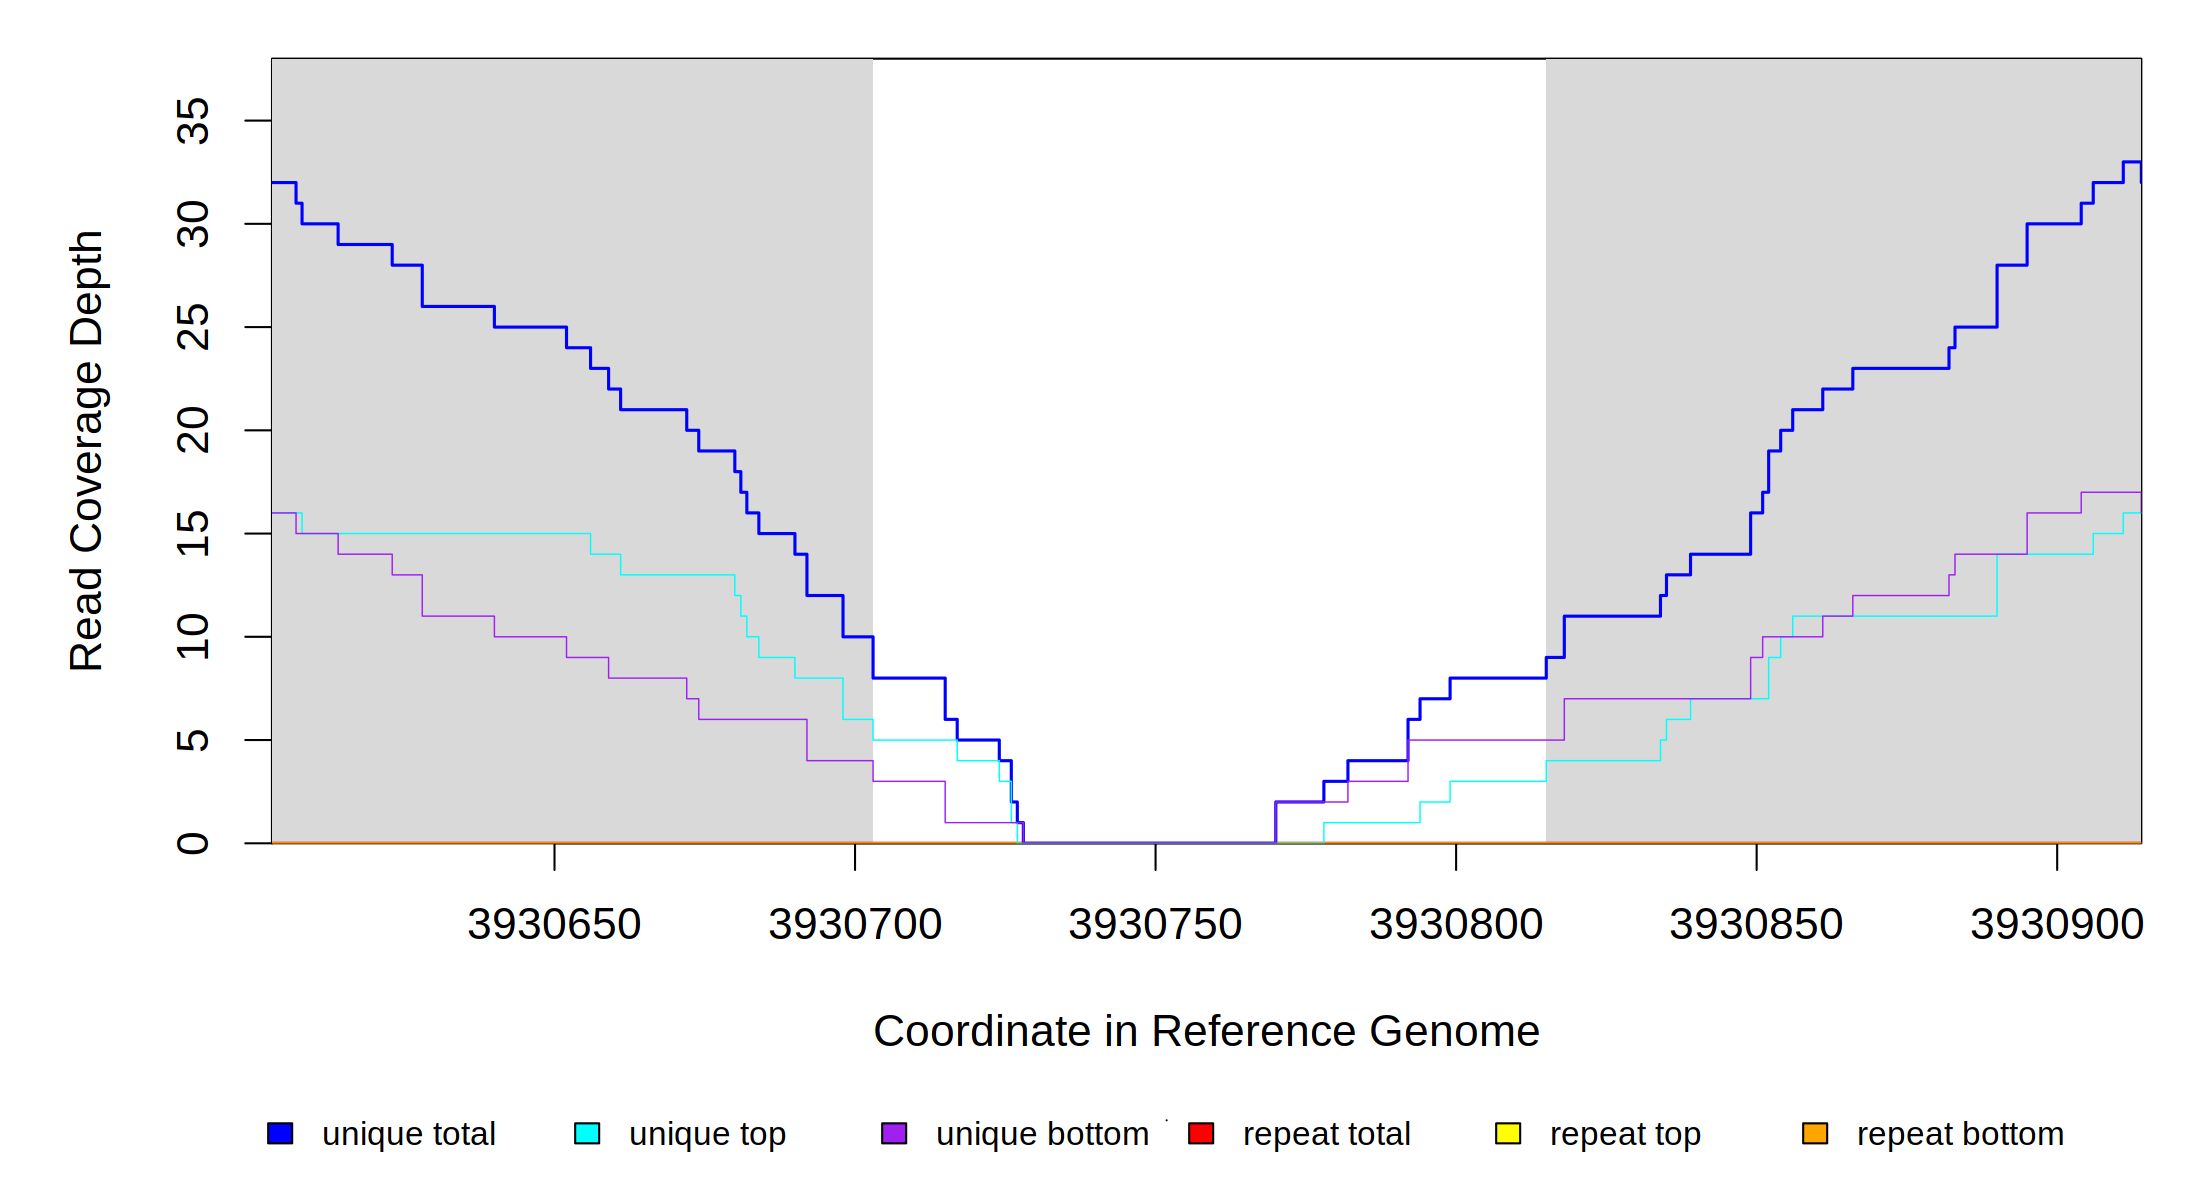 35
30
25
20
15
10
5
0
Read Coverage Depth
3930650 3930700 3930750 3930800 3930850 3930900
Coordinate in Reference Genome
unique total unique top unique bottom repeat total repeat top repeat bottom